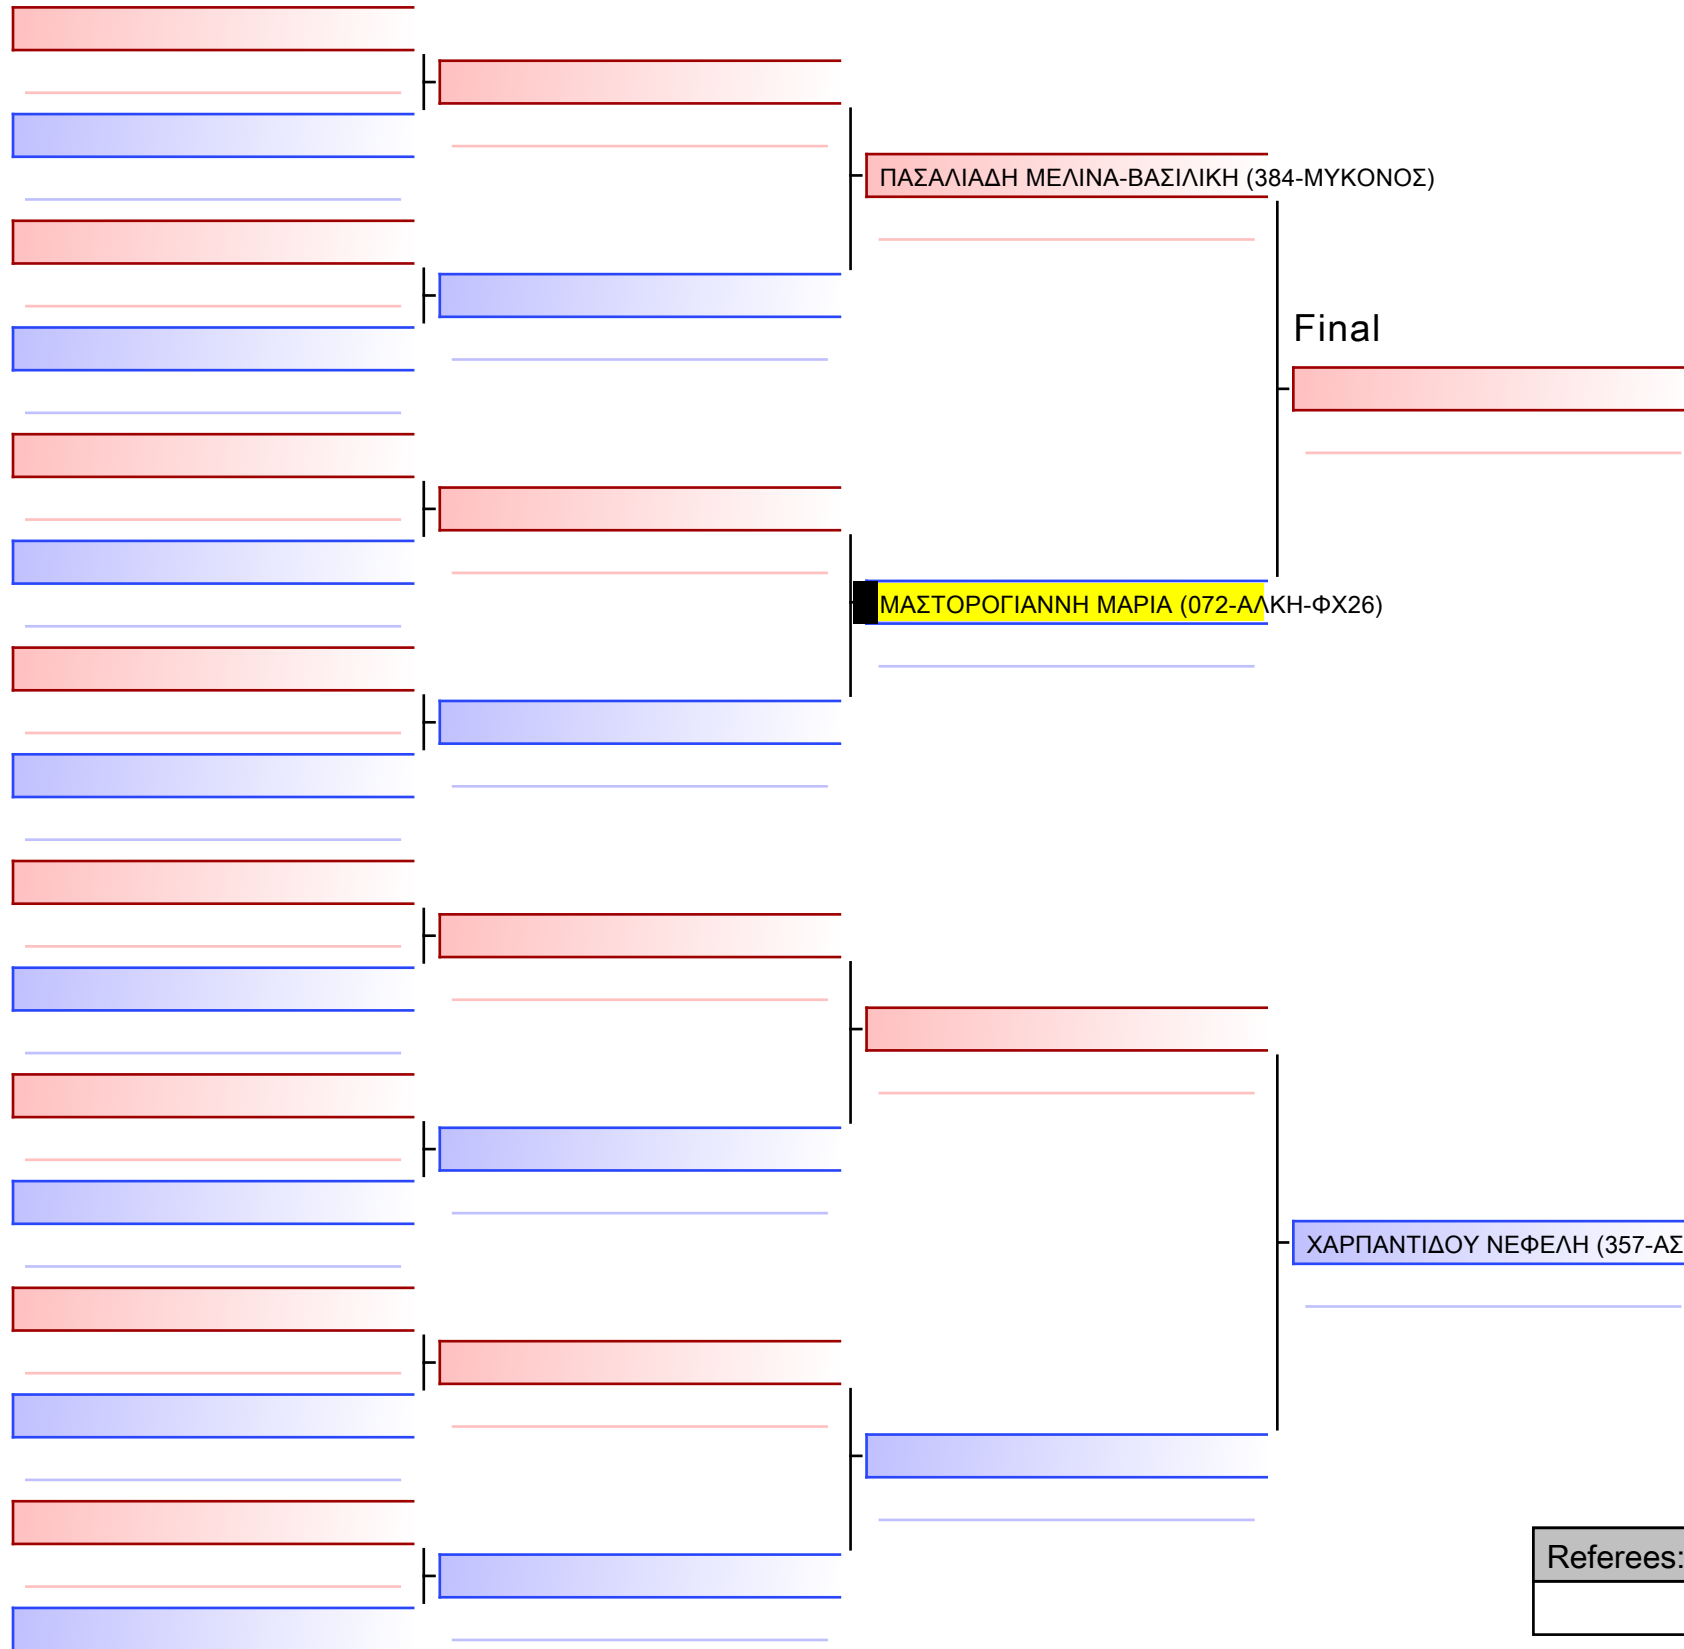 ΠΑΣΑΛΙΑΔΗ ΜΕΛΙΝΑ-ΒΑΣΙΛΙΚΗ (384-ΜΥΚΟΝΟΣ)
Final
ΜΑΣΤΟΡΟΓΙΑΝΝΗ ΜΑΡΙΑ (072-ΑΛΚΗ-ΦΧ26)
ΧΑΡΠΑΝΤΙΔΟΥ ΝΕΦΕΛΗ (357-ΑΣ
Referees: